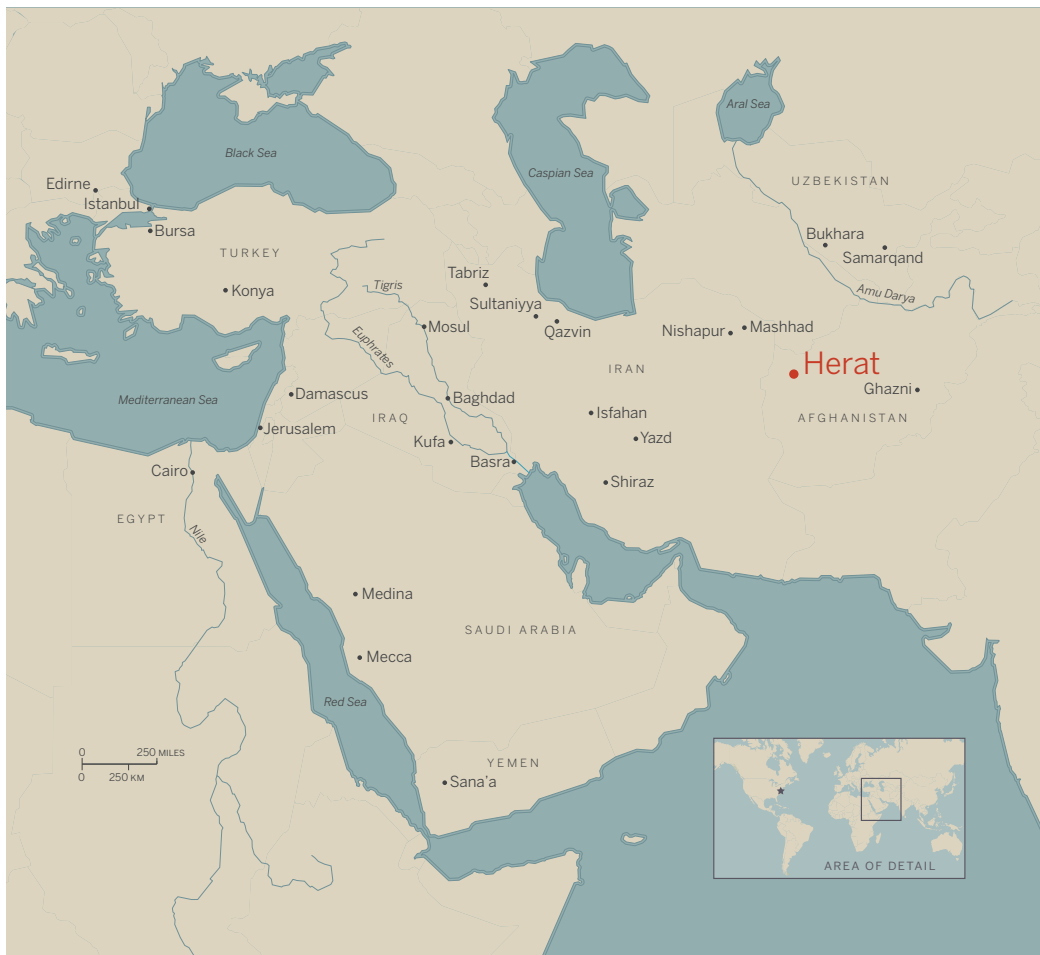 Aral Sea
Black Sea
Caspian Sea
UZBEKISTAN
Edirne
Istanbul
Bursa
Bukhara
Samarqand
TURKEY
Tabriz
Tigris
Konya
Amu Darya
Sultaniyya
Qazvin
Mosul
Nishapur
Mashhad
Euphrates
Herat
IRAN
Ghazni
Damascus
Mediterranean Sea
Baghdad
IRAQ
Isfahan
AFGHANISTAN
Jerusalem
Kufa
Yazd
Basra
Cairo
Shiraz
EGYPT
Nile
Medina
SAUDI ARABIA
Mecca
Red Sea
0 250 MILES
0 250 KM
YEMEN
Sana'a
AREA OF DETAIL